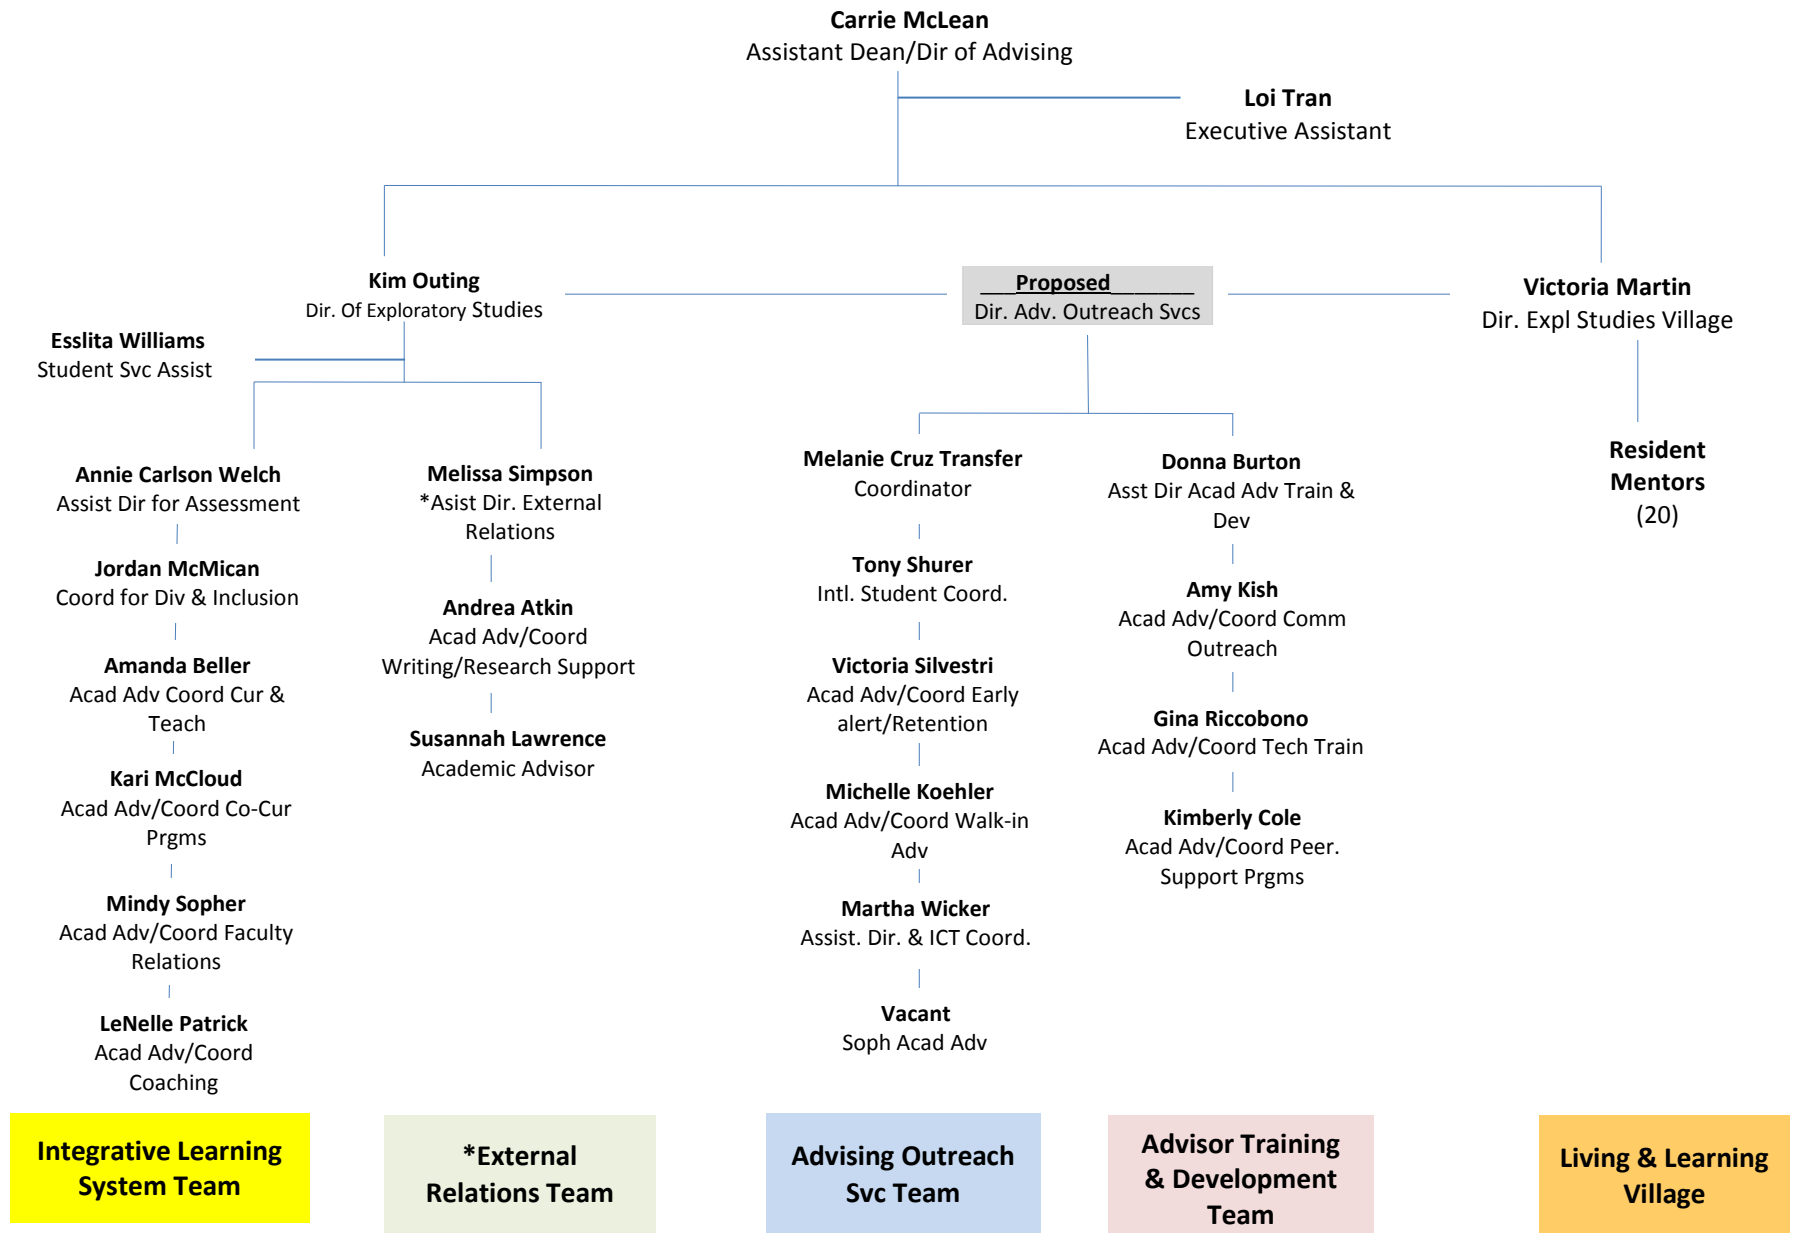 Carrie McLean
Assistant Dean/Dir of Advising
Loi Tran
Executive Assistant
Kim Outing
Dir. Of Exploratory Studies
___Proposed_______
Dir. Adv. Outreach Svcs
Victoria Martin
Dir. Expl Studies Village
Esslita Williams
Student Svc Assist
Annie Carlson Welch
Assist Dir for Assessment
Jordan McMican
Coord for Div & Inclusion
Amanda Beller
Acad Adv Coord Cur &
Teach
Kari McCloud
Acad Adv/Coord Co-Cur
Prgms
Mindy Sopher
Acad Adv/Coord Faculty
Relations
LeNelle Patrick
Acad Adv/Coord
Coaching
Melissa Simpson
*Asist Dir. External
Relations
Andrea Atkin
Acad Adv/Coord
Writing/Research Support
Susannah Lawrence
Academic Advisor
Melanie Cruz Transfer
Coordinator
Tony Shurer
Intl. Student Coord.
Victoria Silvestri
Acad Adv/Coord Early
alert/Retention
Michelle Koehler
Acad Adv/Coord Walk-in
Adv
Martha Wicker
Assist. Dir. & ICT Coord.
Vacant
Soph Acad Adv
Donna Burton
Asst Dir Acad Adv Train &
Dev
Amy Kish
Acad Adv/Coord Comm
Outreach
Gina Riccobono
Acad Adv/Coord Tech Train
Kimberly Cole
Acad Adv/Coord Peer.
Support Prgms
Resident
Mentors
(20)
Integrative Learning
System Team
*External
Relations Team
Advising Outreach
Svc Team
Advisor Training
& Development
Team
Living & Learning
Village